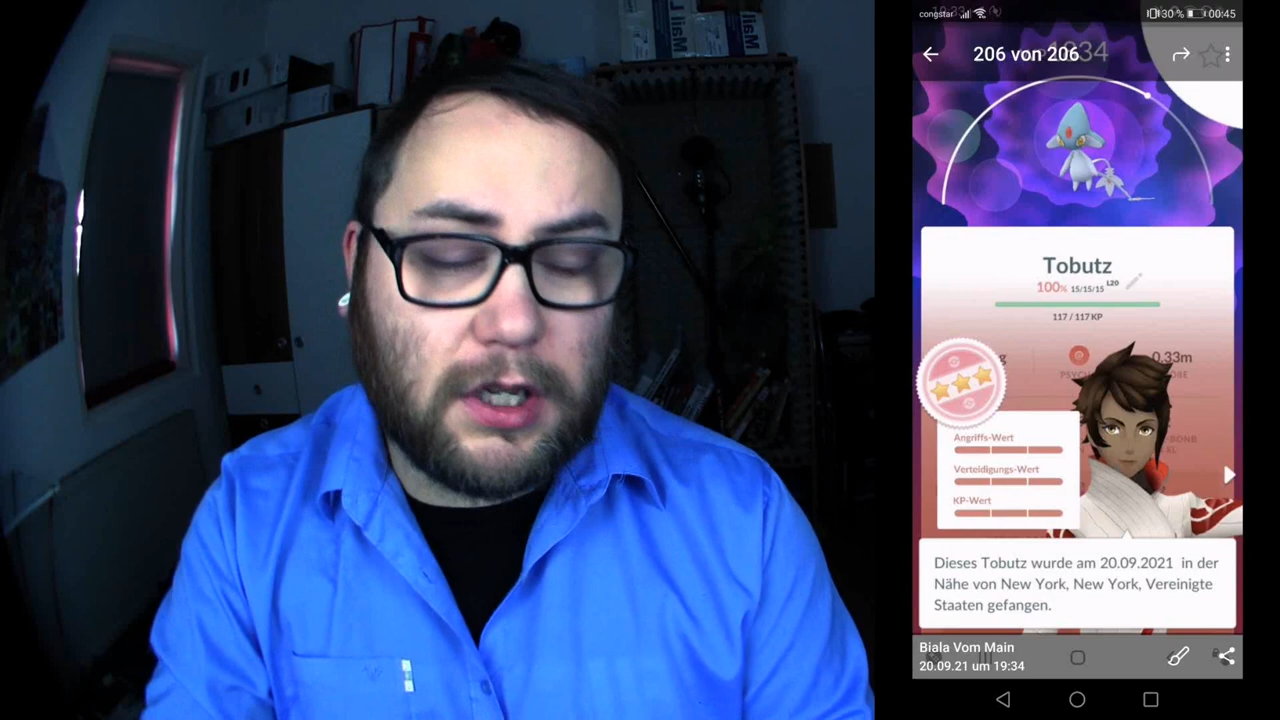 congstar
30 %
00:45
206 von 206
Tobutz
100% 15/15/15 L20
117 / 117 KP
0.33m
Angriffs-Wert
Verteidigungs-Wert
KP-Wert
Dieses Tobutz wurde am 20.09.2021 in der
Nähe von New York, New York, Vereinigte
Staaten gefangen.
Biala Vom Main
20.09.21 um 19:34